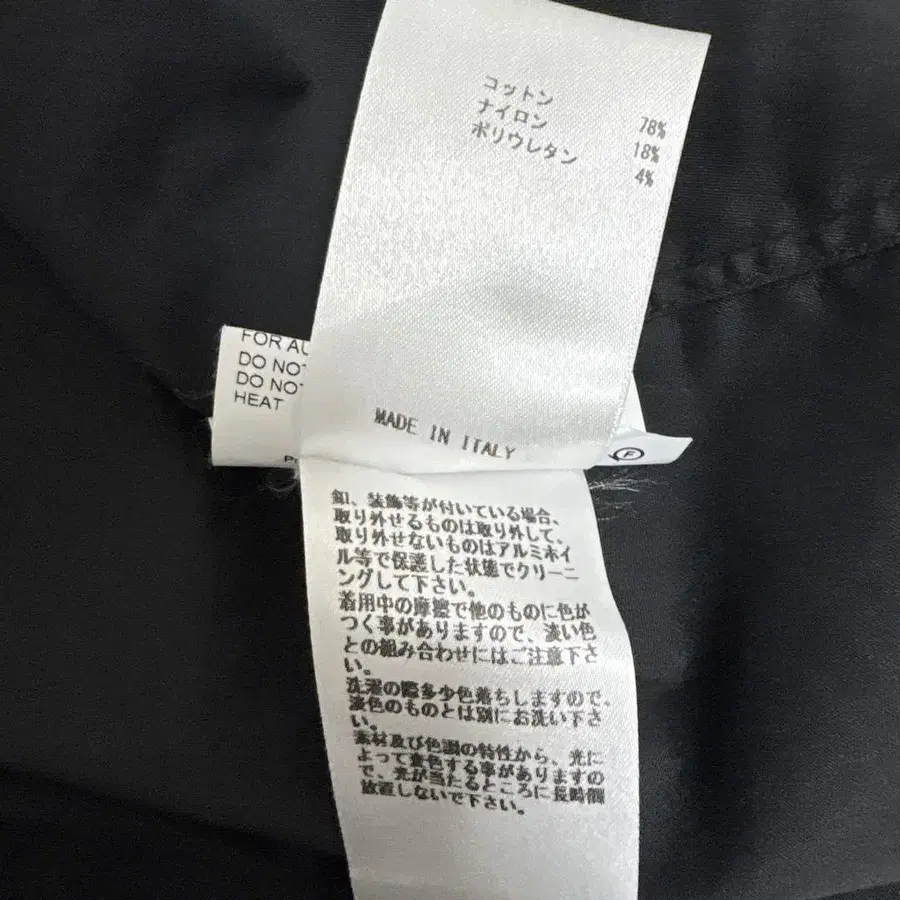 コットン 78%
ナイロン 18%
ポリウレタン 4%
FOR AU
DO NOT
DO NOT
HEAT
MADE IN ITALY
F
釦、装飾等が付いている場合、
取り外せるものは取り外して、
取り外せないものはアルミホイ
ル等で保護した状態でクリーニ
ングして下さい。
着用中の摩擦で他のものに色が
つく事がありますので、淡い色
との組み合わせにはご注意下さ
い。
洗濯の際多少色落ちしますので、
淡色のものとは別にお洗い下さ
い。
素材及び色調の特性から、光に
よって変色する事がありますの
で、光が当たるところに長時間
放置しないで下さい。